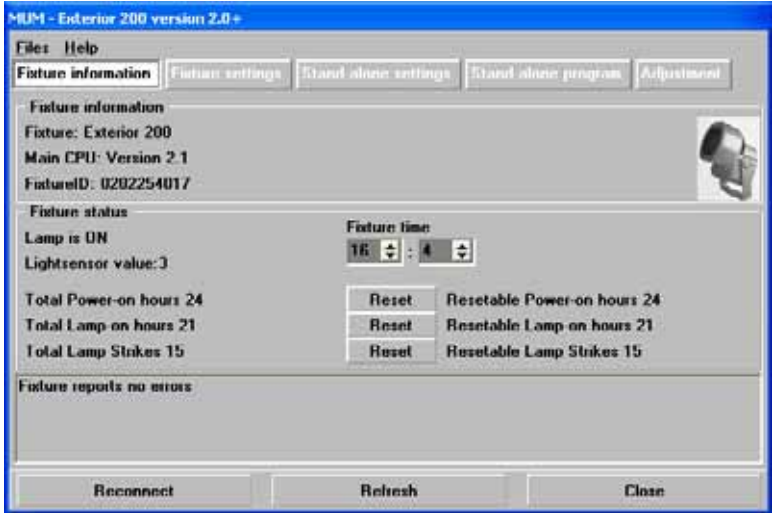 MUM - Exterior 200 version 2.0+
Files Help
Fixture information Fixture settings Stand alone settings Stand alone program Adjustment
Fixture information
Fixture: Exterior 200
Main CPU: Version 2.1
FixtureID: 0202254017
Fixture status
Lamp is ON
Fixture time
16 : 4
Lightsensor value:3
Total Power-on hours 24 Reset Resetable Power-on hours 24
Total Lamp-on hours 21 Reset Resetable Lamp-on hours 21
Total Lamp Strikes 15 Reset Resetable Lamp Strikes 15
Fixture reports no errors
Reconnect Refresh Close